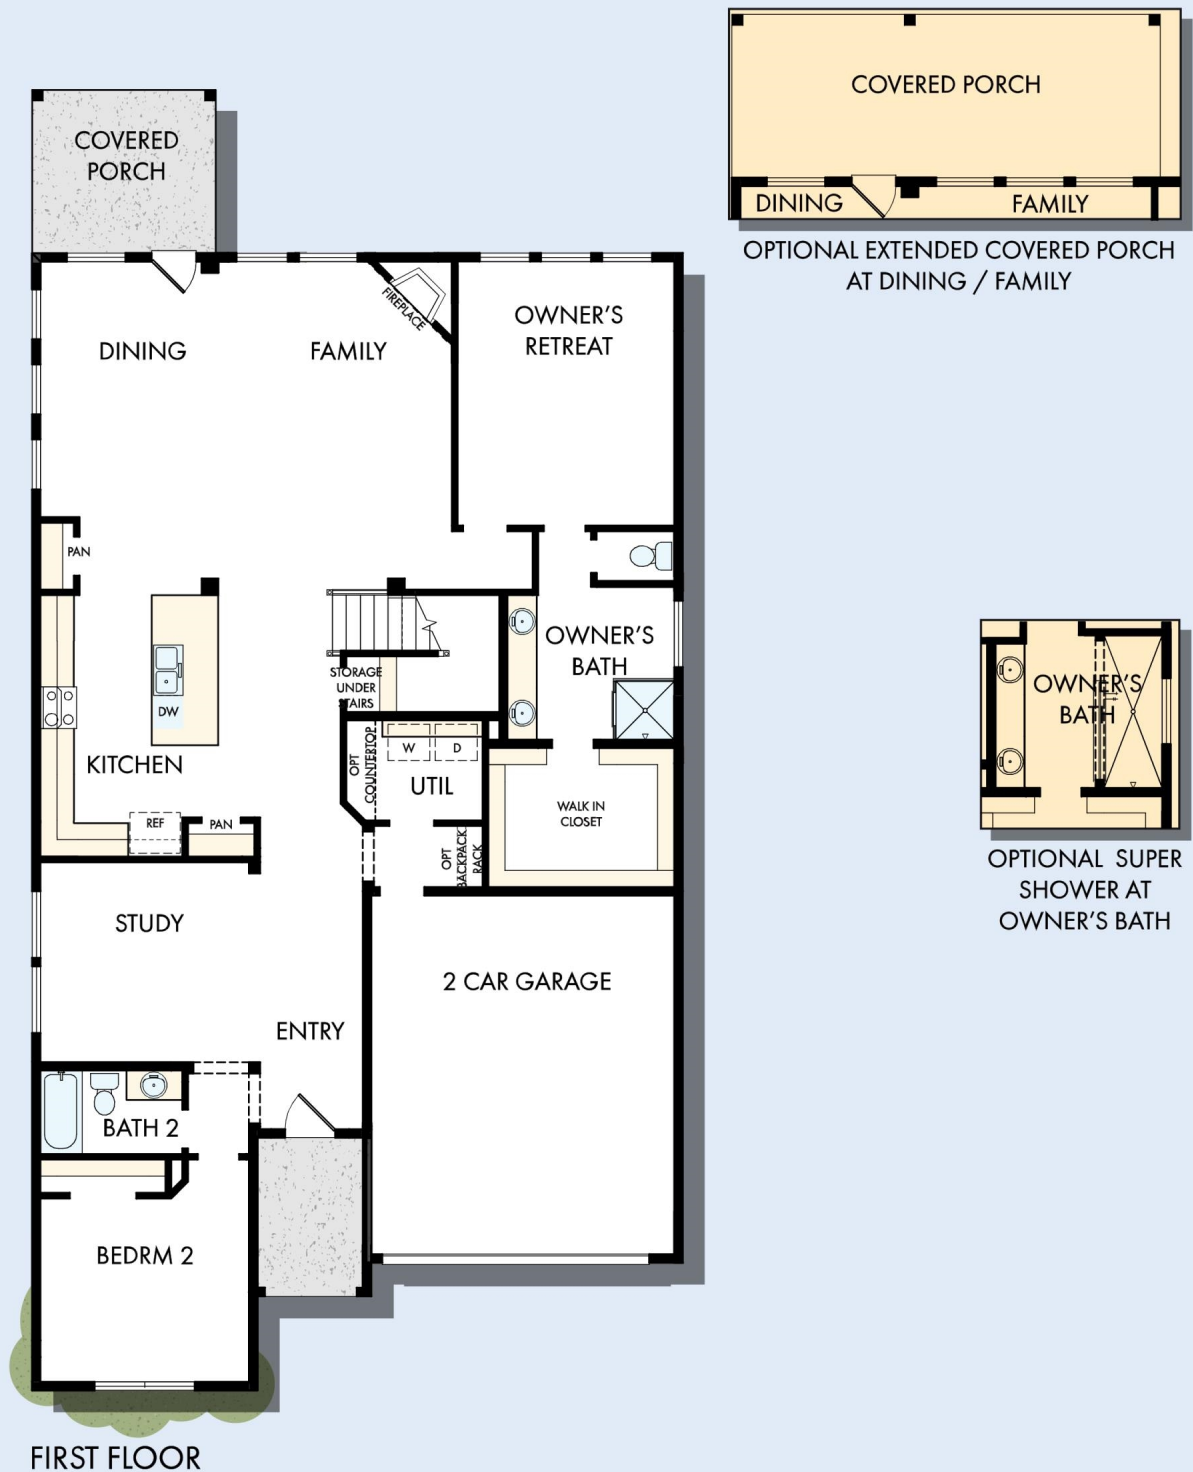 COVERED PORCH
DINING
FAMILY
OPTIONAL EXTENDED COVERED PORCH
AT DINING / FAMILY
COVERED
PORCH
FIREPLACE
OWNER'S
RETREAT
DINING
FAMILY
PAN
OWNER'S
BATH
STORAGE
UNDER
STAIRS
DW
KITCHEN
OPT
COUNTERTOP
W
D
UTIL
WALK IN
CLOSET
REF
PAN
OPT
BACKPACK
RACK
OWNER'S
BATH
OPTIONAL SUPER
SHOWER AT
OWNER'S BATH
STUDY
2 CAR GARAGE
ENTRY
BATH 2
BEDRM 2
FIRST FLOOR